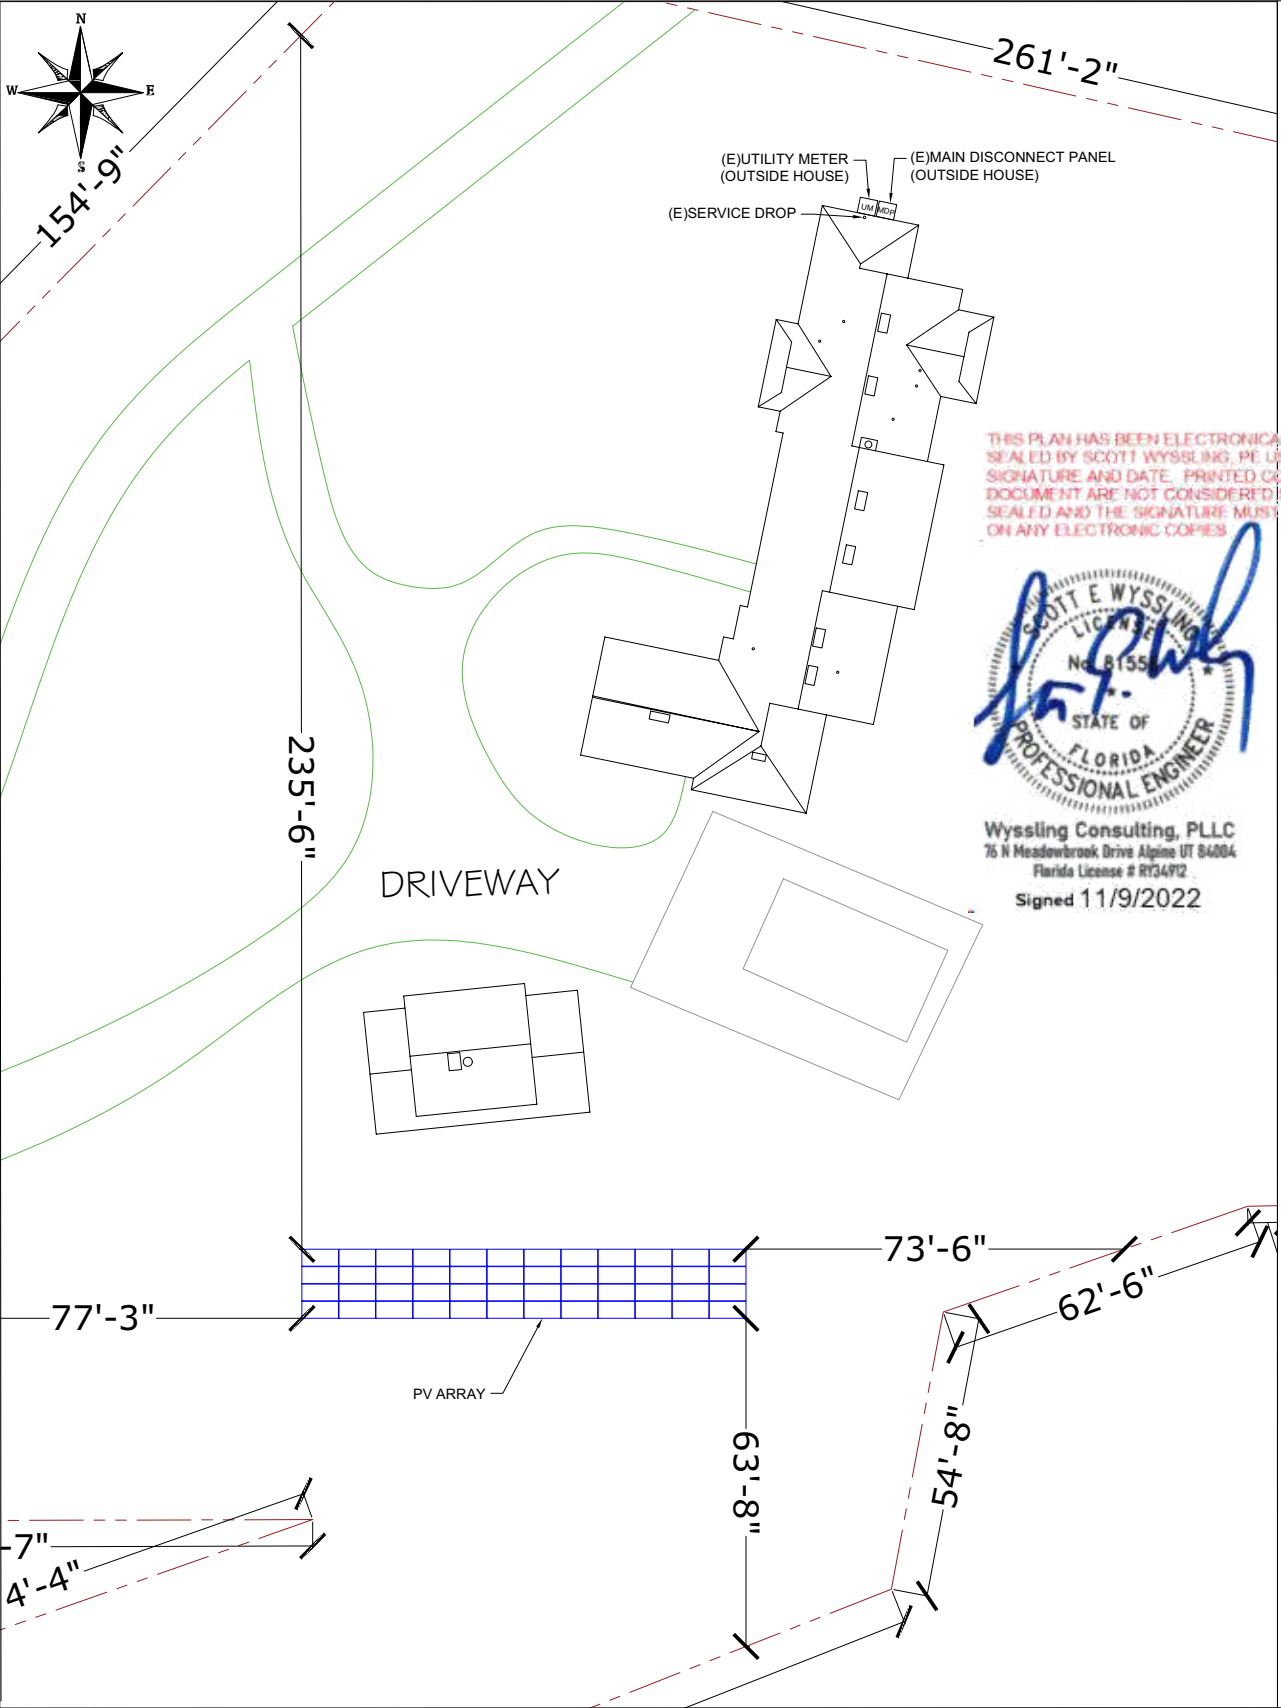 N
W
E
S
154'-9"
261'-2"
(E)UTILITY METER
(OUTSIDE HOUSE)
(E)MAIN DISCONNECT PANEL
(OUTSIDE HOUSE)
(E)SERVICE DROP
UM
MDP
THIS PLAN HAS BEEN ELECTRONICA
SEALED BY SCOTT WYSSLING, PE
SIGNATURE AND DATE. PRINTED
DOCUMENT ARE NOT CONSIDERED
SEALED AND THE SIGNATURE MUST
ON ANY ELECTRONIC COPIES
SCOTT E WYSSLING
LICENSE
No. 81558
STATE OF
FLORIDA
PROFESSIONAL ENGINEER
Wyssling Consulting, PLLC
76 N Meadowbrook Drive Alpine UT 84004
Florida License # RY34912
Signed 11/9/2022
235'-6"
DRIVEWAY
77'-3"
73'-6"
62'-6"
PV ARRAY
63'-8"
54'-8"
-7"
4'-4"